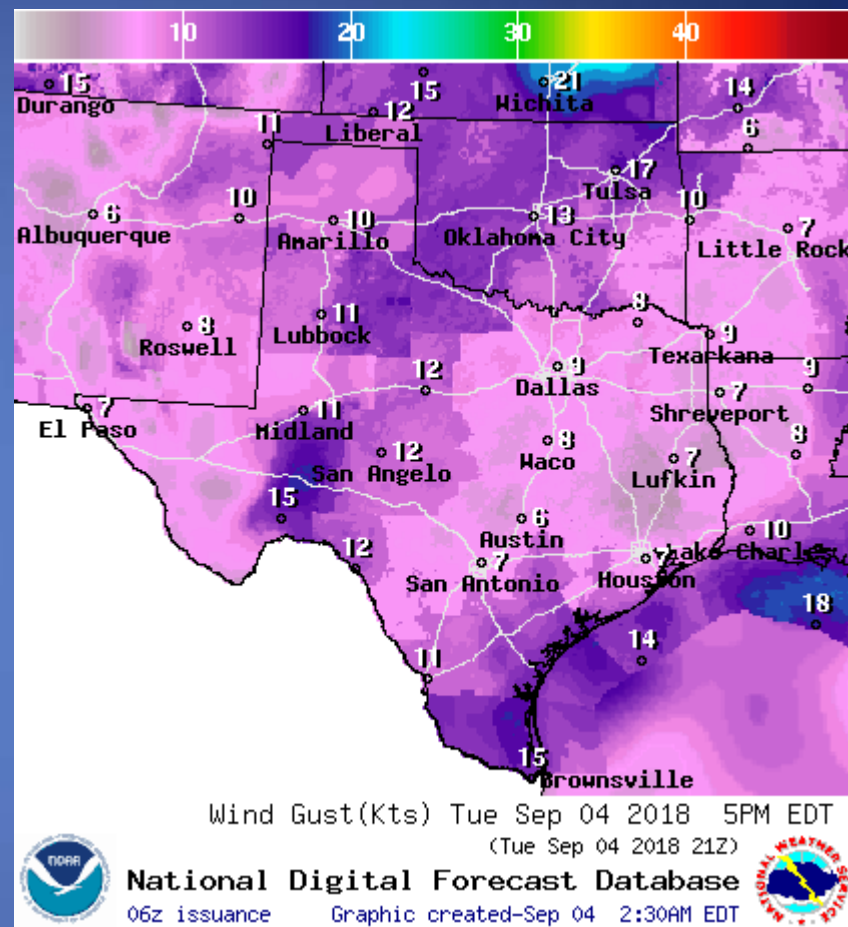 10 20 30 40
15 15 21 14
Durango Wichita
12
Liberal
11 6
17
Tulsa
6 10 10 13 10 7
Albuquerque Amarillo Oklahoma City Little Rock
8 11 8 9
Roswell Lubbock Texarkana
9 9
Dallas
12 7
Shreveport
7 11
El Paso Midland
12 8 7 8
San Angelo Waco Lufkin
15 6 10
Austin Lake Charles
12 7 7
San Antonio Houston
18
14
11
15
Brownsville
Wind Gust(Kts) Tue Sep 04 2018 5PM EDT
(Tue Sep 04 2018 21Z)
NOAA
National Digital Forecast Database
NATIONAL WEATHER SERVICE
06z issuance Graphic created-Sep 04 2:30AM EDT